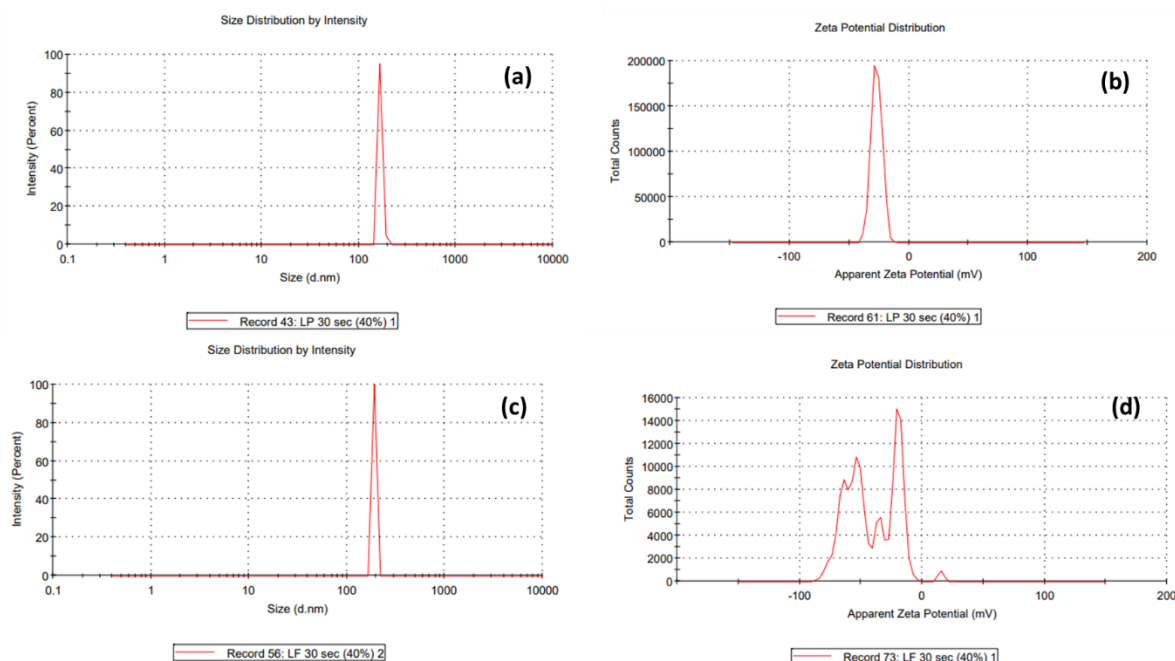 Size Distribution by Intensity
(a)
Intensity (Percent)
100
80
60
40
20
0
0.1 1 10 100 1000 10000
Size (d.nm)
Record 43: LP 30 sec (40%) 1
Zeta Potential Distribution
(b)
Total Counts
200000
150000
100000
50000
0
-100 0 100 200
Apparent Zeta Potential (mV)
Record 61: LP 30 sec (40%) 1
Size Distribution by Intensity
(c)
Intensity (Percent)
100
80
60
40
20
0
0.1 1 10 100 1000 10000
Size (d.nm)
Record 56: LF 30 sec (40%) 2
Zeta Potential Distribution
(d)
Total Counts
16000
14000
12000
10000
8000
6000
4000
2000
0
-100 0 100 200
Apparent Zeta Potential (mV)
Record 73: LF 30 sec (40%) 1